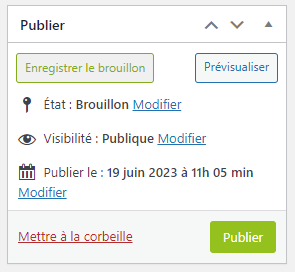 Publier
Enregistrer le brouillon Prévisualiser
État : Brouillon Modifier
Visibilité : Publique Modifier
Publier le : 19 juin 2023 à 11h 05 min
Modifier
Mettre à la corbeille Publier